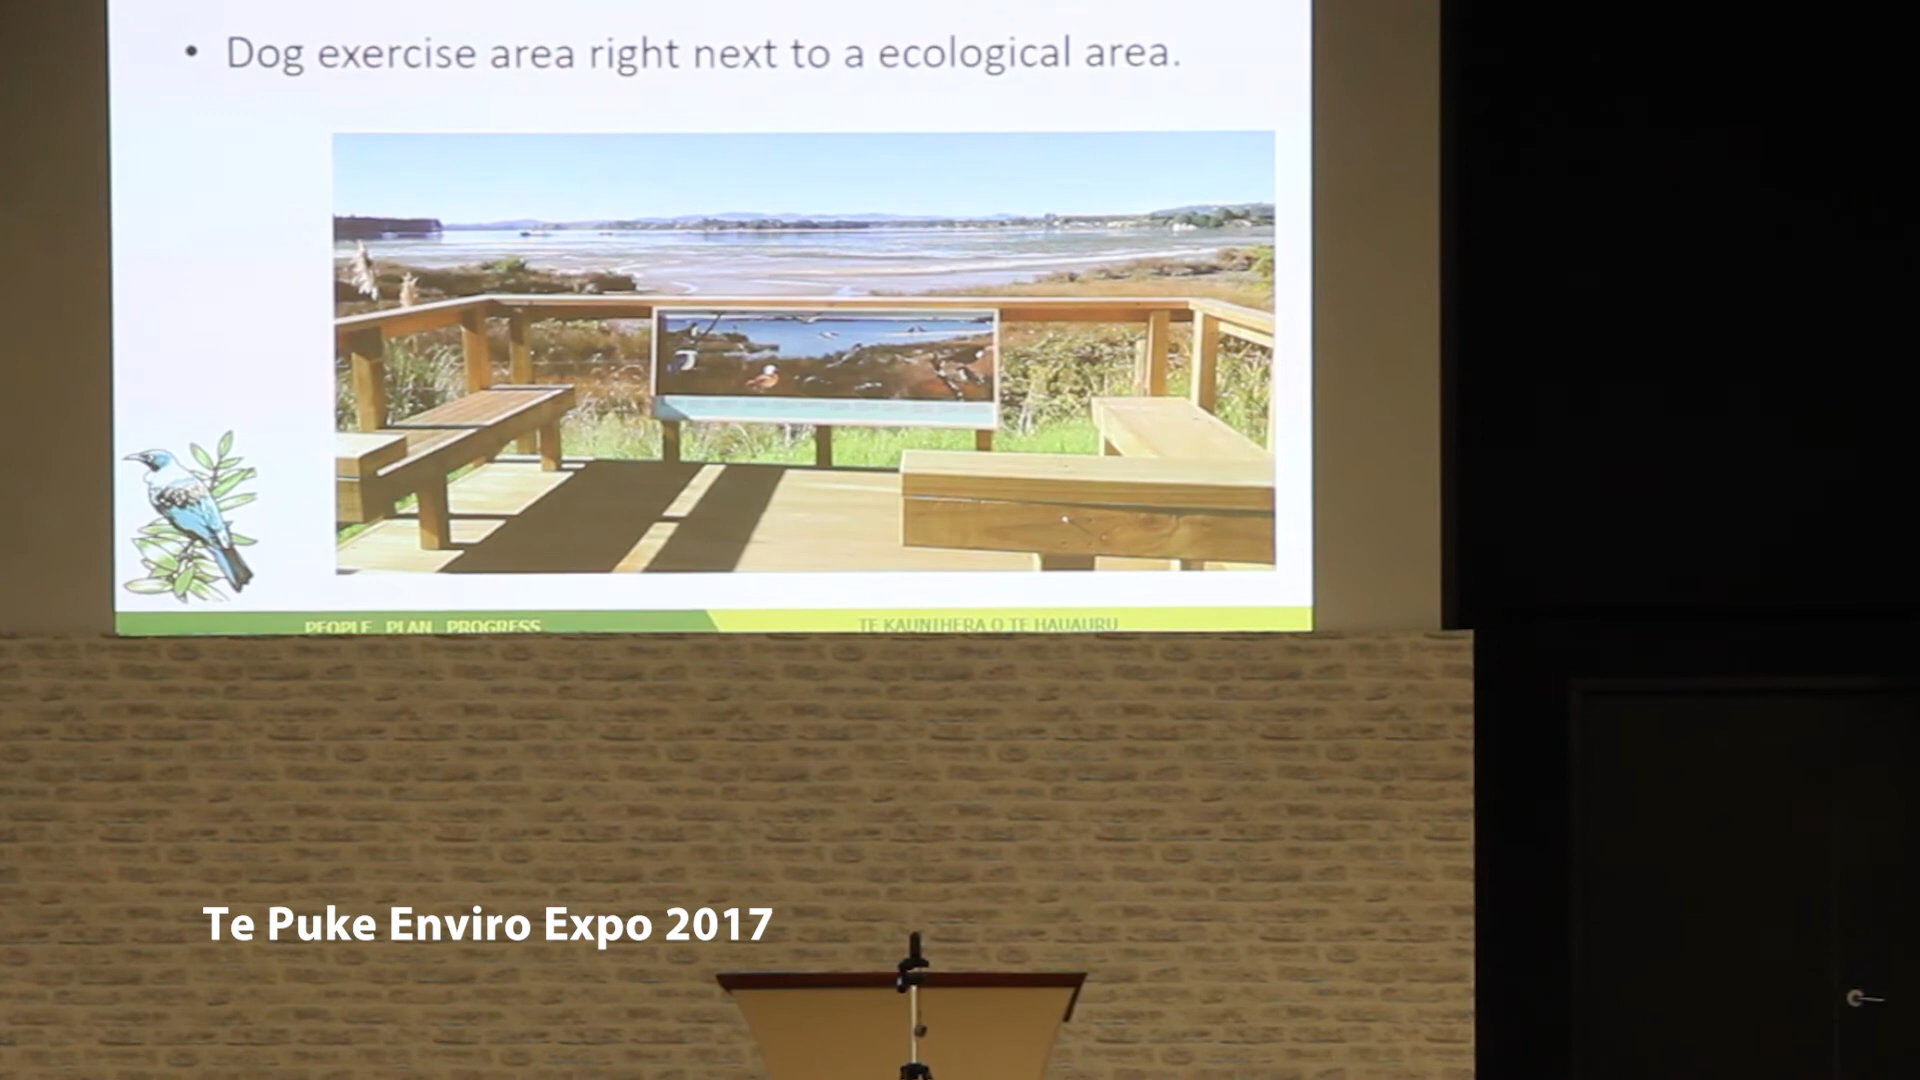 • Dog exercise area right next to a ecological area.
PEOPLE PLAN PROGRESS
TE KAUNIHERA O TE HAUAURU
Te Puke Enviro Expo 2017